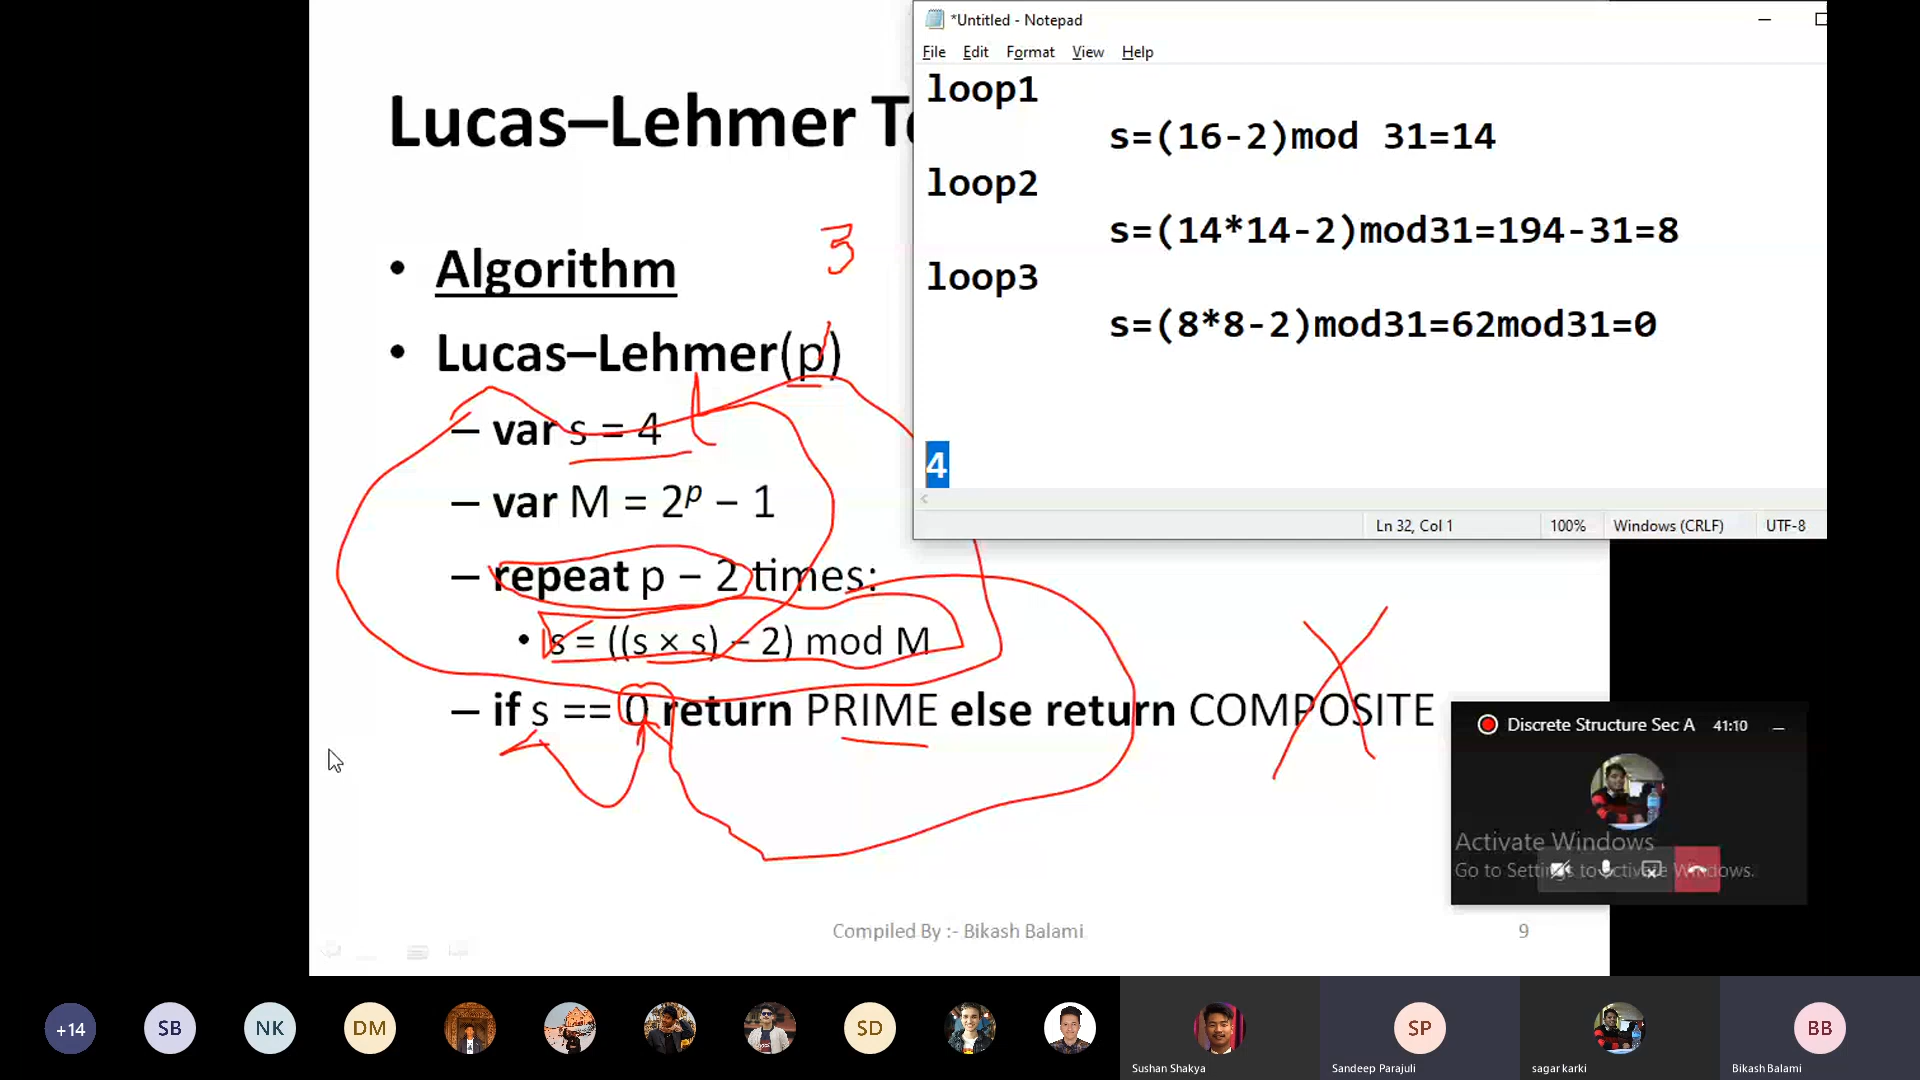 Lucas–Lehmer T
• Algorithm
3
• Lucas–Lehmer(p)
– var s = 4
– var M = 2ᵖ − 1
– repeat p − 2 times:
• s = ((s × s) − 2) mod M
– if s == 0 return PRIME else return COMPOSITE
Compiled By :- Bikash Balami
9
*Untitled - Notepad
File Edit Format View Help
loop1
s=(16-2)mod 31=14
loop2
s=(14*14-2)mod31=194-31=8
loop3
s=(8*8-2)mod31=62mod31=0
4
Ln 32, Col 1 100% Windows (CRLF) UTF-8
Discrete Structure Sec A 41:10
Activate Windows
Go to Settings to activate Windows.
+14 SB NK DM SD SP BB
Sushan Shakya Sandeep Parajuli sagar karki Bikash Balami